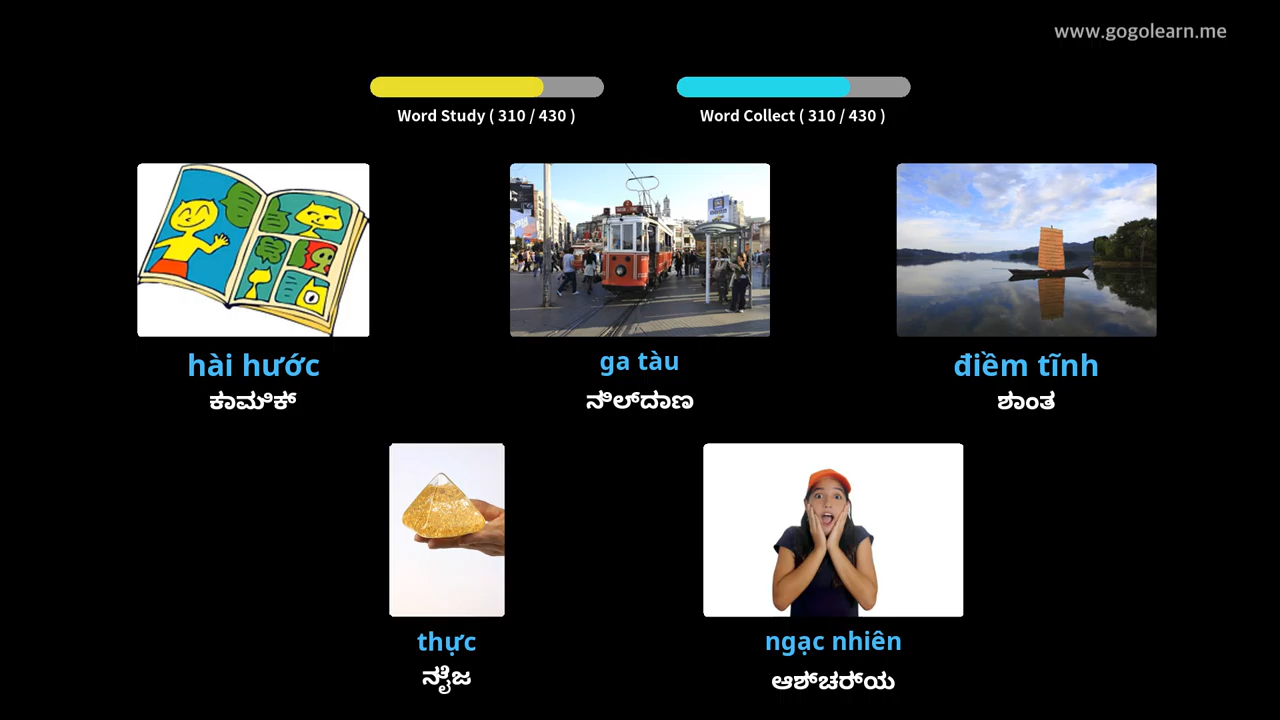 www.gogolearn.me
Word Study ( 310 / 430 )
Word Collect ( 310 / 430 )
hài hước
ಕಾಮಿಕ್
ga tàu
ನಿಲ್ದಾಣ
điềm tĩnh
ಶಾಂತ
thực
ನೈಜ
ngạc nhiên
ಆಶ್ಚರ್ಯ